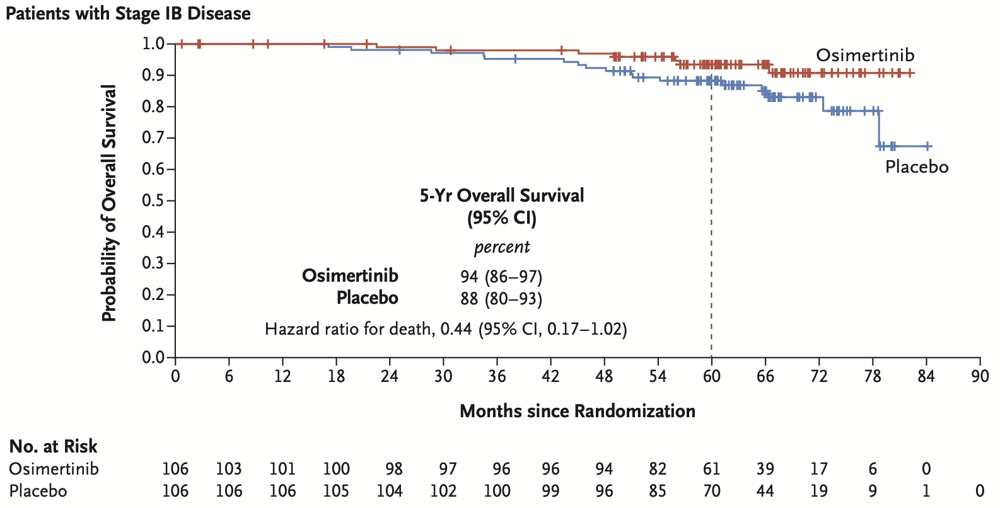 Patients with Stage IB Disease
1.0
0.9
0.8
0.7
0.6
0.5
0.4
0.3
0.2
0.1
0.0
Probability of Overall Survival
Osimertinib
Placebo
5-Yr Overall Survival
(95% CI)
percent
Osimertinib 94 (86–97)
Placebo 88 (80–93)
Hazard ratio for death, 0.44 (95% CI, 0.17–1.02)
0 6 12 18 24 30 36 42 48 54 60 66 72 78 84 90
Months since Randomization
No. at Risk
Osimertinib 106 103 101 100 98 97 96 96 94 82 61 39 17 6 0
Placebo 106 106 106 105 104 102 100 99 96 85 70 44 19 9 1 0